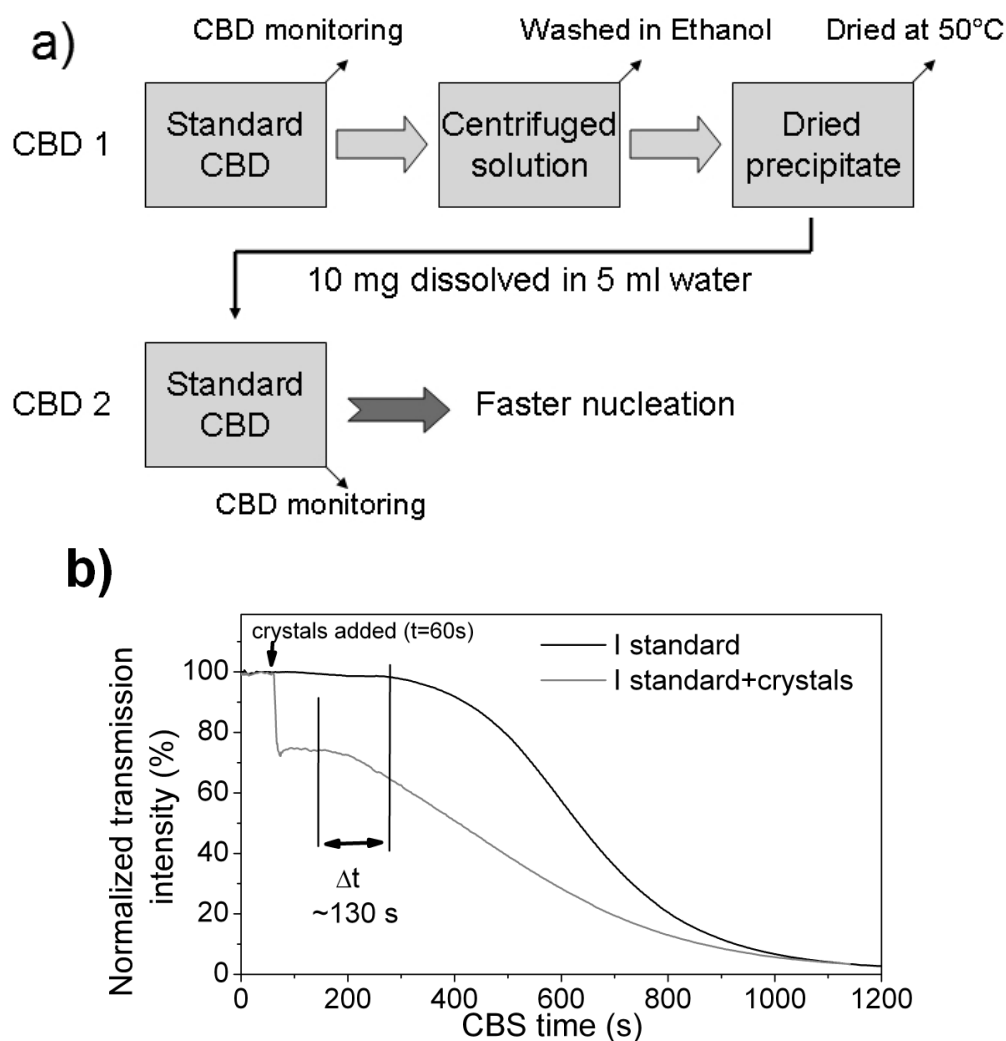 a)
CBD monitoring
Washed in Ethanol
Dried at 50°C
CBD 1
Standard
CBD
Centrifuged
solution
Dried
precipitate
10 mg dissolved in 5 ml water
CBD 2
Standard
CBD
Faster nucleation
CBD monitoring
b)
crystals added (t=60s)
I standard
I standard+crystals
100
80
60
40
20
0
Normalized transmission
intensity (%)
Δt
~130 s
0 200 400 600 800 1000 1200
CBS time (s)